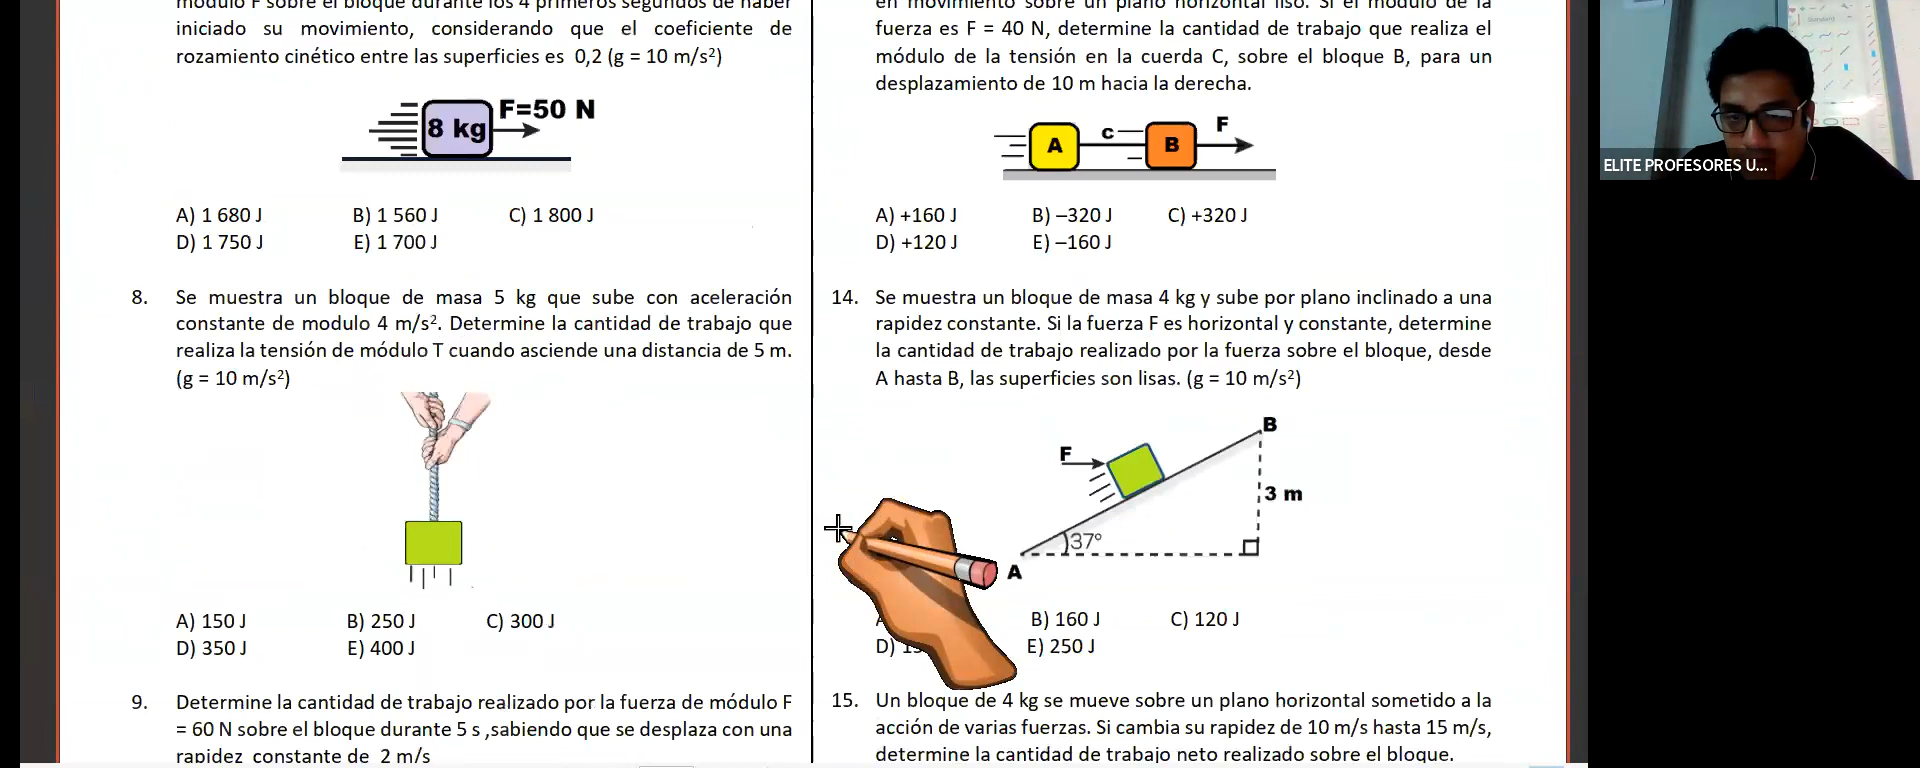 módulo F sobre el bloque durante los 4 primeros segundos de haber
iniciado su movimiento, considerando que el coeficiente de
rozamiento cinético entre las superficies es 0,2 (g = 10 m/s²)
F=50 N
8 kg
A) 1 680 J B) 1 560 J C) 1 800 J
D) 1 750 J E) 1 700 J
8. Se muestra un bloque de masa 5 kg que sube con aceleración
constante de modulo 4 m/s². Determine la cantidad de trabajo que
realiza la tensión de módulo T cuando asciende una distancia de 5 m.
(g = 10 m/s²)
A) 150 J B) 250 J C) 300 J
D) 350 J E) 400 J
9. Determine la cantidad de trabajo realizado por la fuerza de módulo F
= 60 N sobre el bloque durante 5 s ,sabiendo que se desplaza con una
rapidez constante de 2 m/s
en movimiento sobre un plano horizontal liso. Si el módulo de la
fuerza es F = 40 N, determine la cantidad de trabajo que realiza el
módulo de la tensión en la cuerda C, sobre el bloque B, para un
desplazamiento de 10 m hacia la derecha.
A c B F
A) +160 J B) –320 J C) +320 J
D) +120 J E) –160 J
14. Se muestra un bloque de masa 4 kg y sube por plano inclinado a una
rapidez constante. Si la fuerza F es horizontal y constante, determine
la cantidad de trabajo realizado por la fuerza sobre el bloque, desde
A hasta B, las superficies son lisas. (g = 10 m/s²)
B
F
3 m
37°
A
B) 160 J C) 120 J
D) E) 250 J
15. Un bloque de 4 kg se mueve sobre un plano horizontal sometido a la
acción de varias fuerzas. Si cambia su rapidez de 10 m/s hasta 15 m/s,
determine la cantidad de trabajo neto realizado sobre el bloque.
ELITE PROFESORES U...